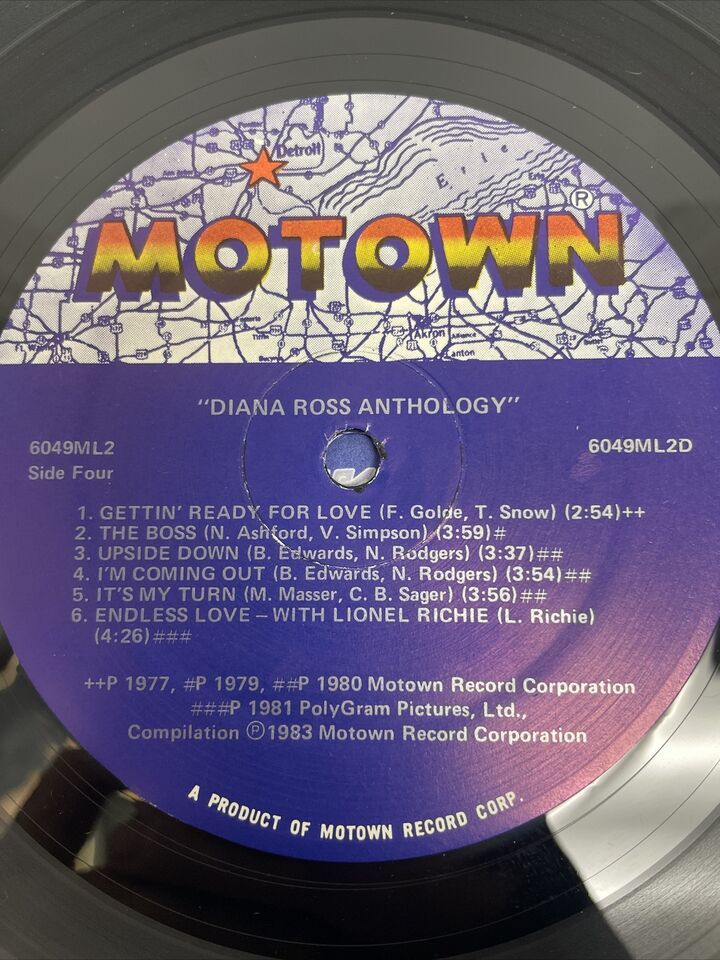 Detroit
Erie
MOTOWN®
Akron
Canton
"DIANA ROSS ANTHOLOGY"
6049ML2
6049ML2D
Side Four
1. GETTIN' READY FOR LOVE (F. Golde, T. Snow) (2:54)++
2. THE BOSS (N. Ashford, V. Simpson) (3:59)#
3. UPSIDE DOWN (B. Edwards, N. Rodgers) (3:37)##
4. I'M COMING OUT (B. Edwards, N. Rodgers) (3:54)##
5. IT'S MY TURN (M. Masser, C. B. Sager) (3:56)##
6. ENDLESS LOVE – WITH LIONEL RICHIE (L. Richie)
(4:26)###
++P 1977, #P 1979, ##P 1980 Motown Record Corporation
###P 1981 PolyGram Pictures, Ltd.,
Compilation ℗1983 Motown Record Corporation
A PRODUCT OF MOTOWN RECORD CORP.